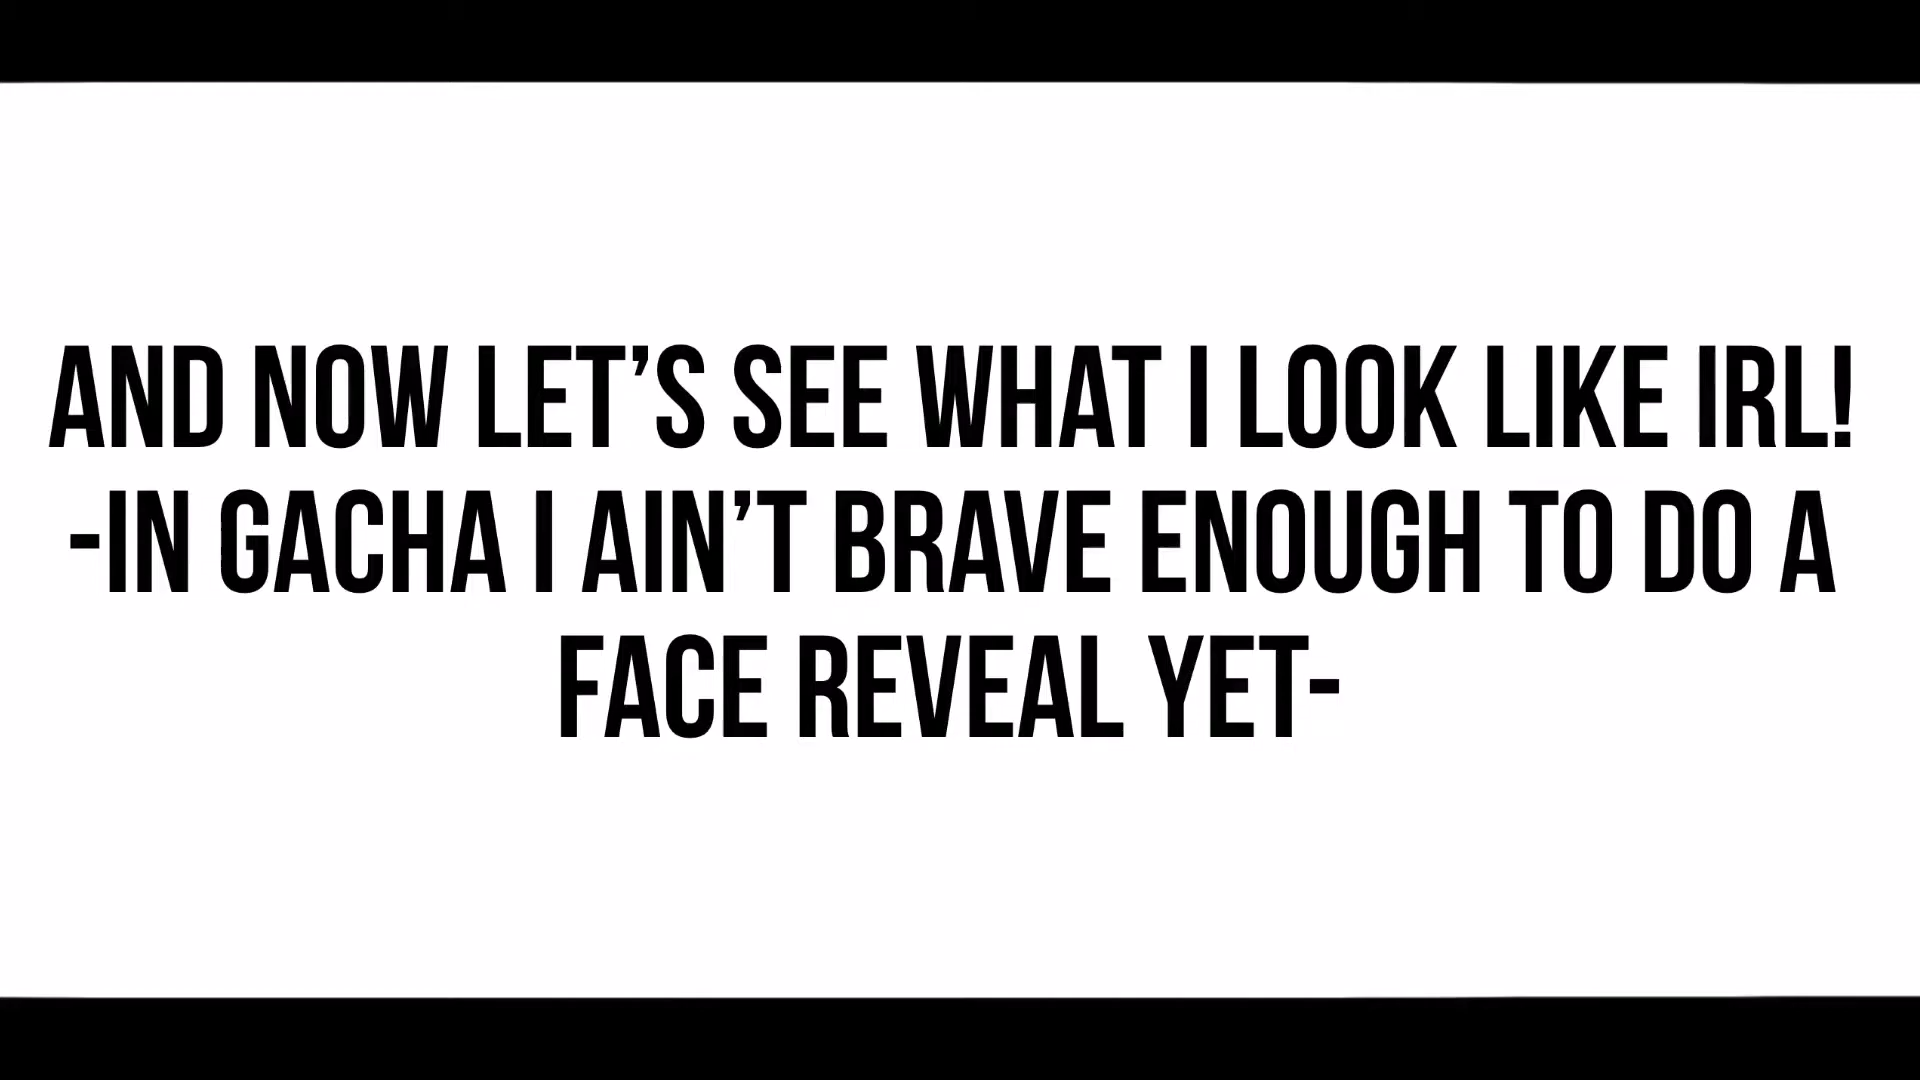 AND NOW LET’S SEE WHAT I LOOK LIKE IRL!
-IN GACHA I AIN’T BRAVE ENOUGH TO DO A
FACE REVEAL YET-